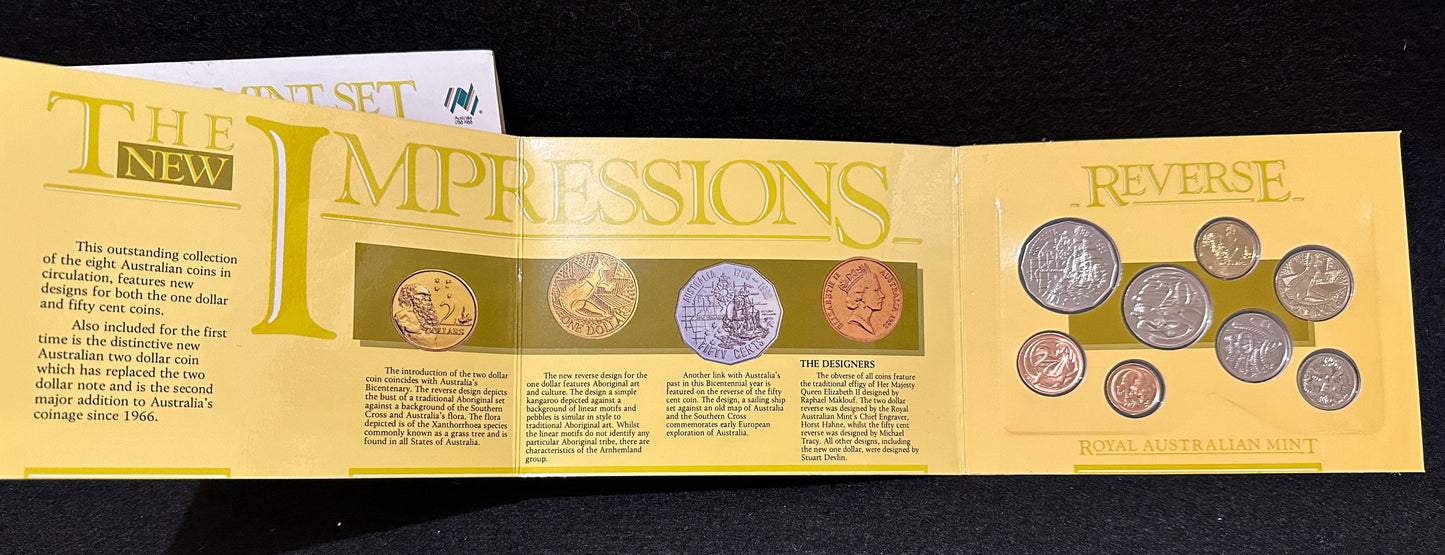 MINT SET
Australia
1788-1988
THE
NEW
IMPRESSIONS
This outstanding collection
of the eight Australian coins in
circulation, features new
designs for both the one dollar
and fifty cent coins.
Also included for the first
time is the distinctive new
Australian two dollar coin
which has replaced the two
dollar note and is the second
major addition to Australia's
coinage since 1966.
2
DOLLARS
The introduction of the two dollar
coin coincides with Australia's
Bicentenary. The reverse design depicts
the bust of a traditional Aboriginal set
against a background of the Southern
Cross and Australia's flora. The flora
depicted is of the Xanthorrhoea species
commonly known as a grass tree and is
found in all States of Australia.
ONE DOLLAR
The new reverse design for the
one dollar features Aboriginal art
and culture. The design a simple
kangaroo depicted against a
background of linear motifs and
pebbles is similar in style to
traditional Aboriginal art. Whilst
the linear motifs do not identify any
particular Aboriginal tribe, there are
characteristics of the Arnhemland
group.
AUSTRALIA 1788-1988
FIFTY CENTS
Another link with Australia's
past in this Bicentennial year is
featured on the reverse of the fifty
cent coin. The design, a sailing ship
set against an old map of Australia
and the Southern Cross
commemorates early European
exploration of Australia.
ELIZABETH II AUSTRALIA 1988
THE DESIGNERS
The obverse of all coins feature
the traditional effigy of Her Majesty
Queen Elizabeth II designed by
Raphael Maklouf. The two dollar
reverse was designed by the Royal
Australian Mint's Chief Engraver,
Horst Hahne, whilst the fifty cent
reverse was designed by Michael
Tracy. All other designs, including
the new one dollar, were designed by
Stuart Devlin.
REVERSE
ROYAL AUSTRALIAN MINT